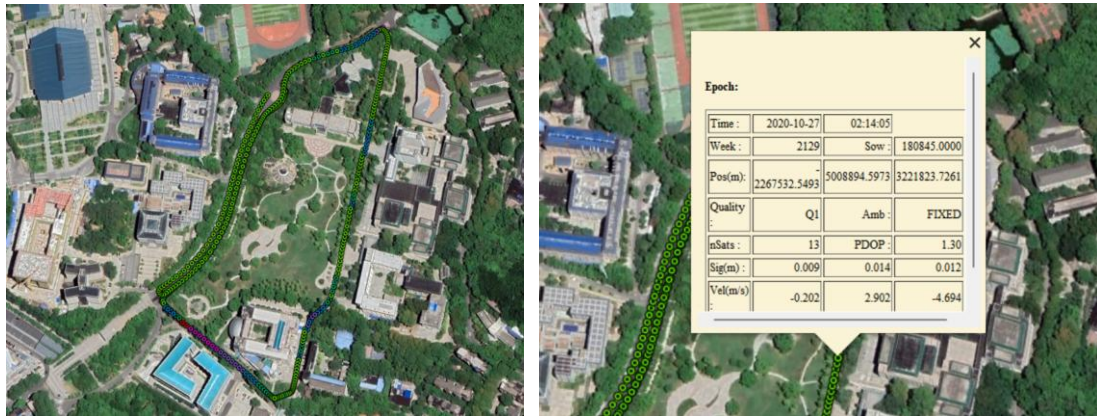 Epoch:
Time : 2020-10-27 02:14:05
Week : 2129 Sow : 180845.0000
Pos(m): -2267532.5493 5008894.5973 3221823.7261
Quality : Q1 Amb : FIXED
nSats : 13 PDOP : 1.30
Sig(m) : 0.009 0.014 0.012
Vel(m/s) : -0.202 2.902 -4.694